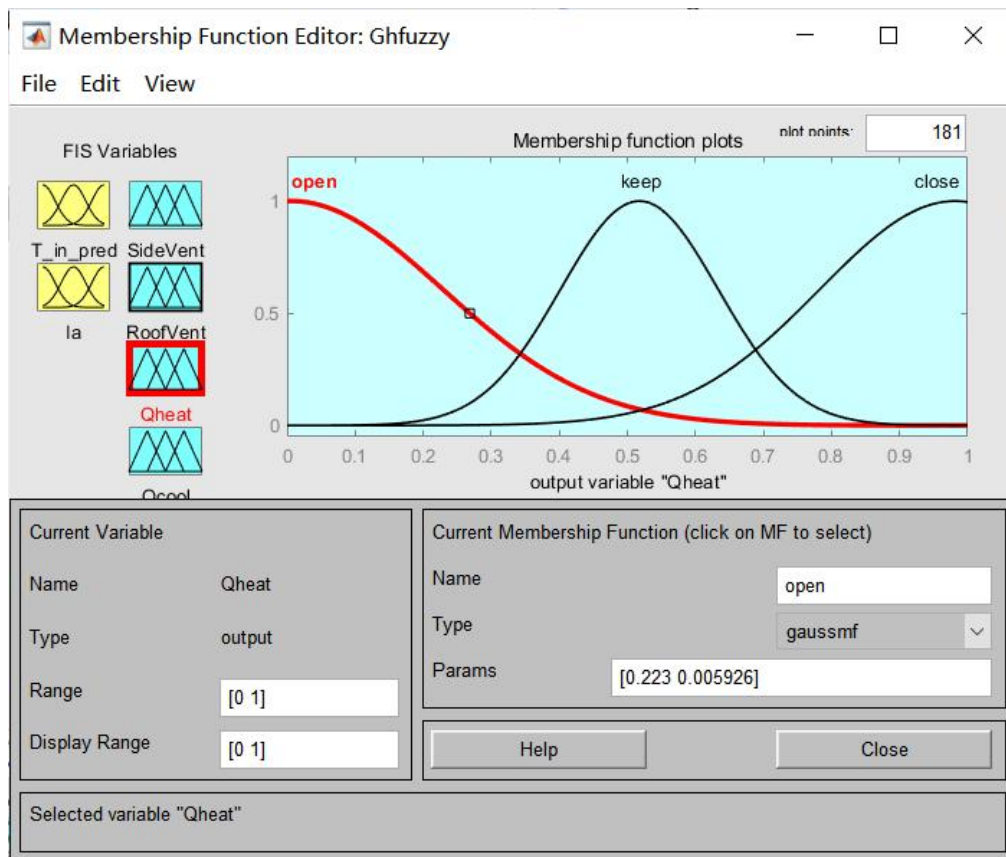 Membership Function Editor: Ghfuzzy
File Edit View
FIS Variables
T_in_pred SideVent
Ia RoofVent
Qheat
Qcool
Membership function plots
plot points: 181
open keep close
1
0.5
0
0 0.1 0.2 0.3 0.4 0.5 0.6 0.7 0.8 0.9 1
output variable "Qheat"
Current Variable
Name Qheat
Type output
Range [0 1]
Display Range [0 1]
Current Membership Function (click on MF to select)
Name open
Type gaussmf
Params [0.223 0.005926]
Help Close
Selected variable "Qheat"